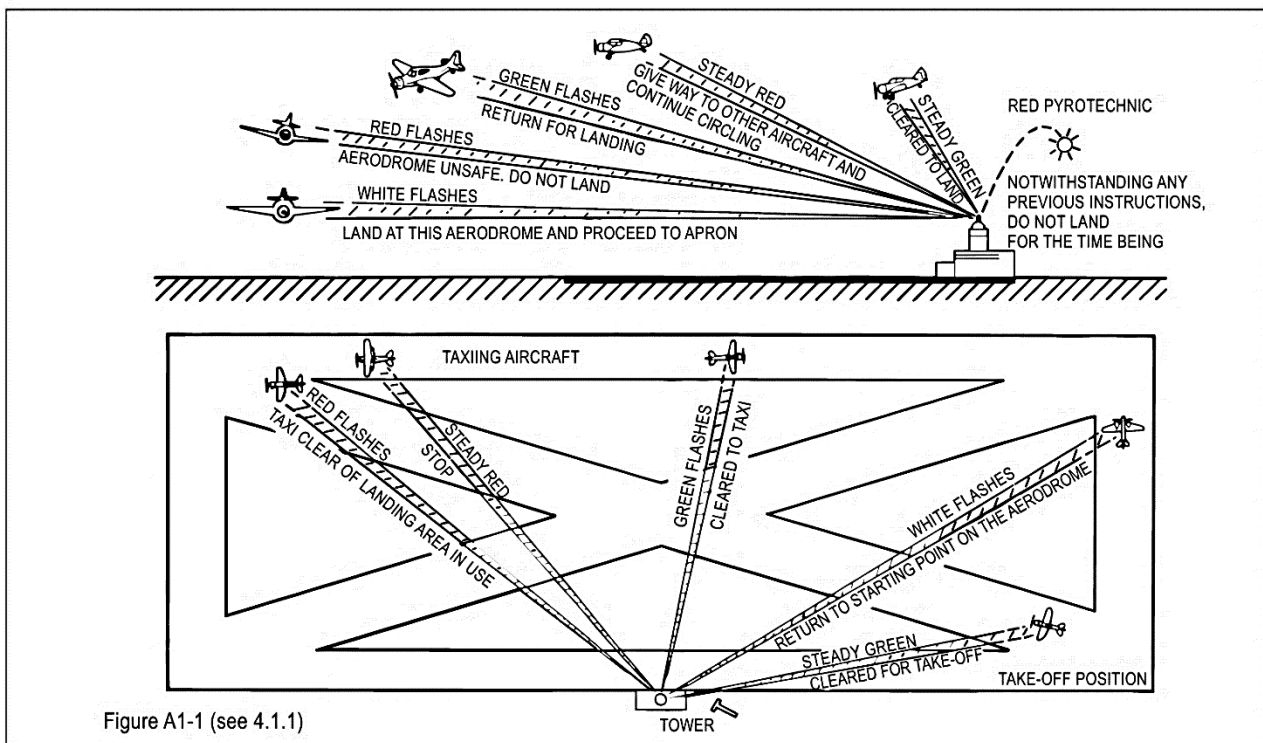 STEADY RED
GIVE WAY TO OTHER AIRCRAFT AND
CONTINUE CIRCLING
GREEN FLASHES
RETURN FOR LANDING
STEADY GREEN
CLEARED TO LAND
RED PYROTECHNIC
RED FLASHES
AERODROME UNSAFE. DO NOT LAND
WHITE FLASHES
LAND AT THIS AERODROME AND PROCEED TO APRON
NOTWITHSTANDING ANY
PREVIOUS INSTRUCTIONS,
DO NOT LAND
FOR THE TIME BEING
TAXIING AIRCRAFT
RED FLASHES
TAXI CLEAR OF LANDING AREA IN USE
STEADY RED
STOP
GREEN FLASHES
CLEARED TO TAXI
WHITE FLASHES
RETURN TO STARTING POINT ON THE AERODROME
STEADY GREEN
CLEARED FOR TAKE-OFF
TAKE-OFF POSITION
TOWER
Figure A1-1 (see 4.1.1)